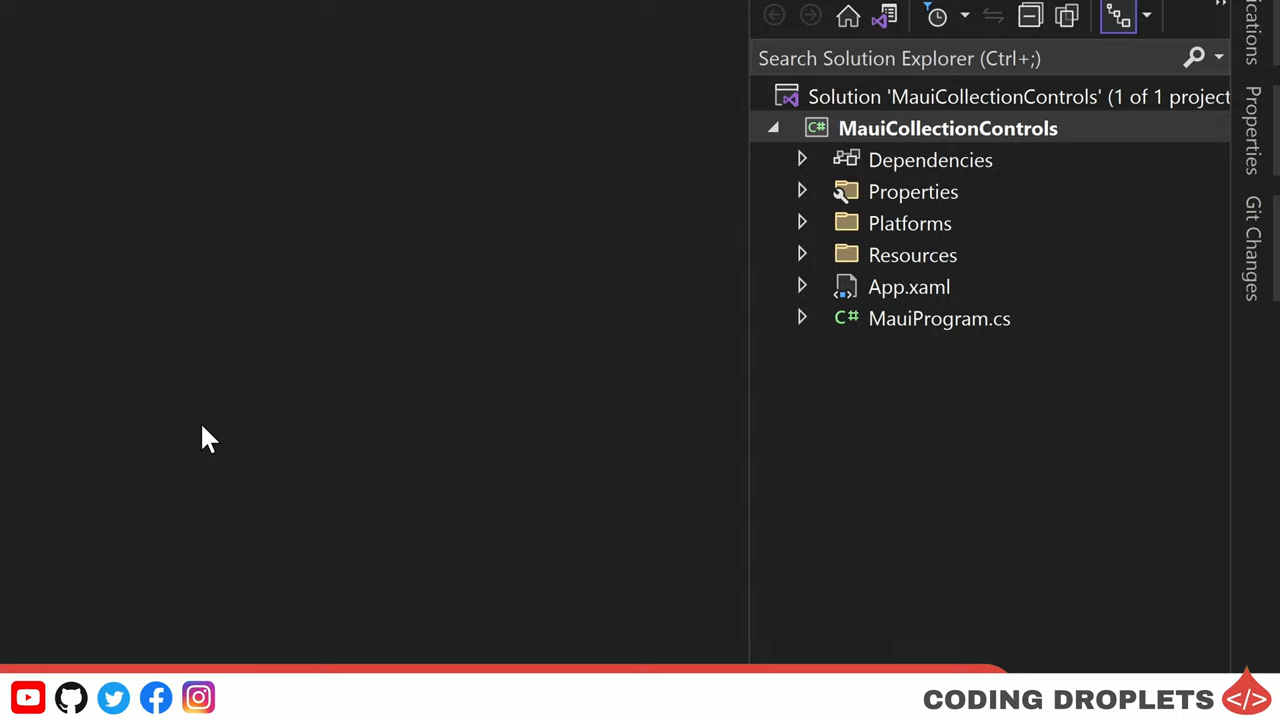 Search Solution Explorer (Ctrl+;)
Solution 'MauiCollectionControls' (1 of 1 project
C# MauiCollectionControls
Dependencies
Properties
Platforms
Resources
App.xaml
C# MauiProgram.cs
ications
Properties
Git Changes
CODING DROPLETS </>